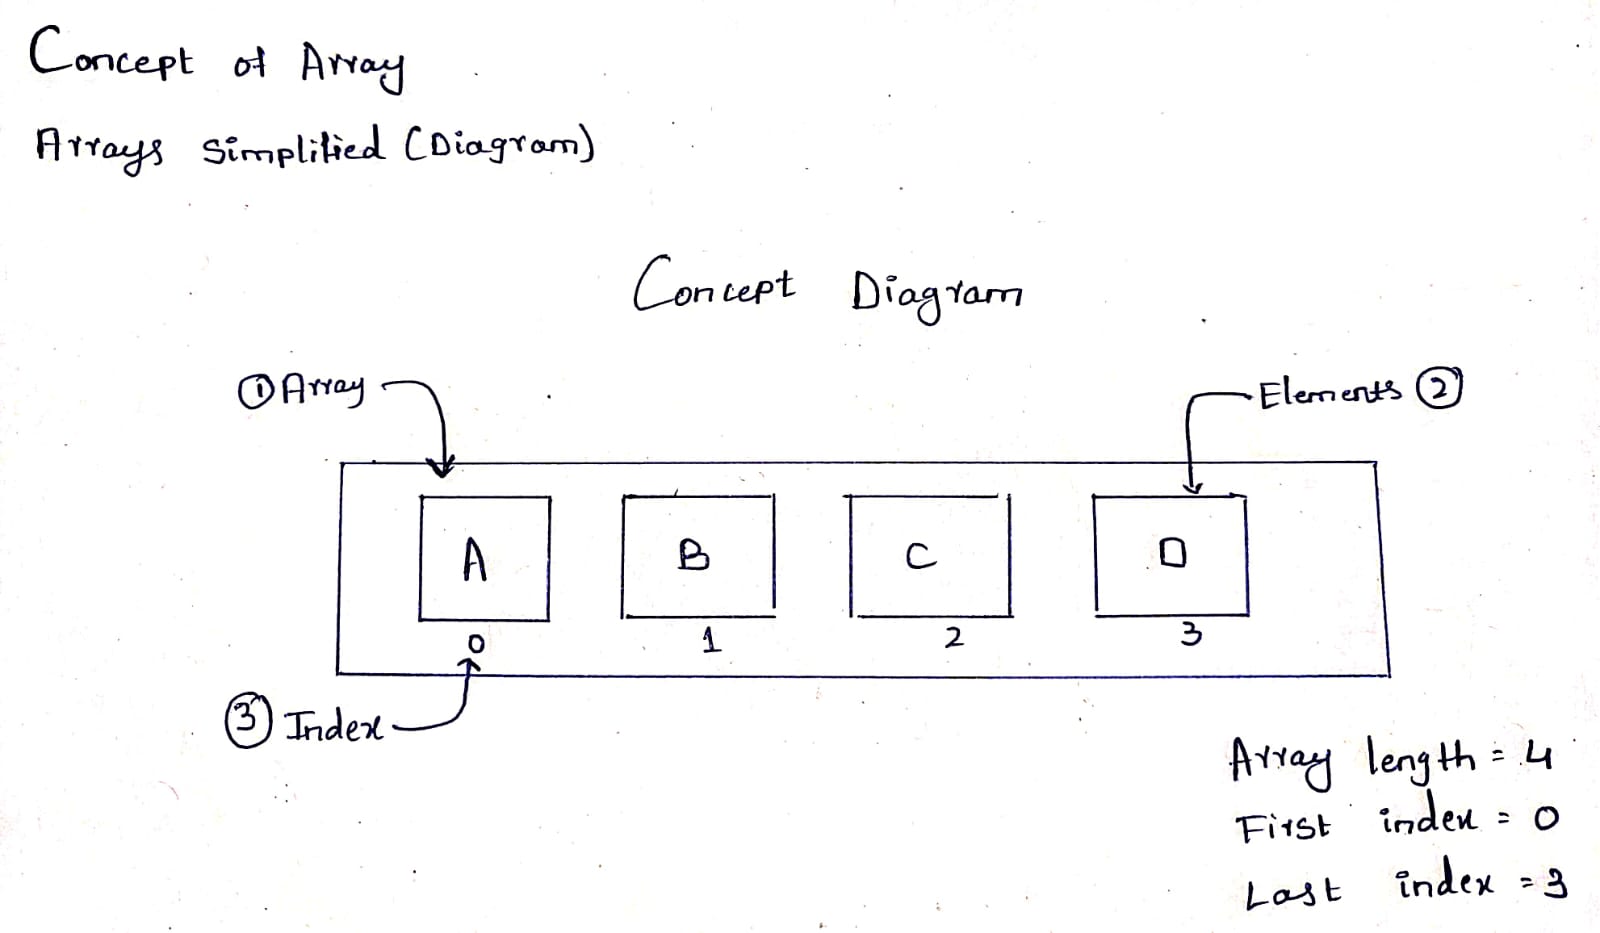 Concept of Array
Arrays Simplified (Diagram)
Concept Diagram
① Array
Elements ②
A B C D
0 1 2 3
③ Index
Array length = 4
First index = 0
Last index = 3